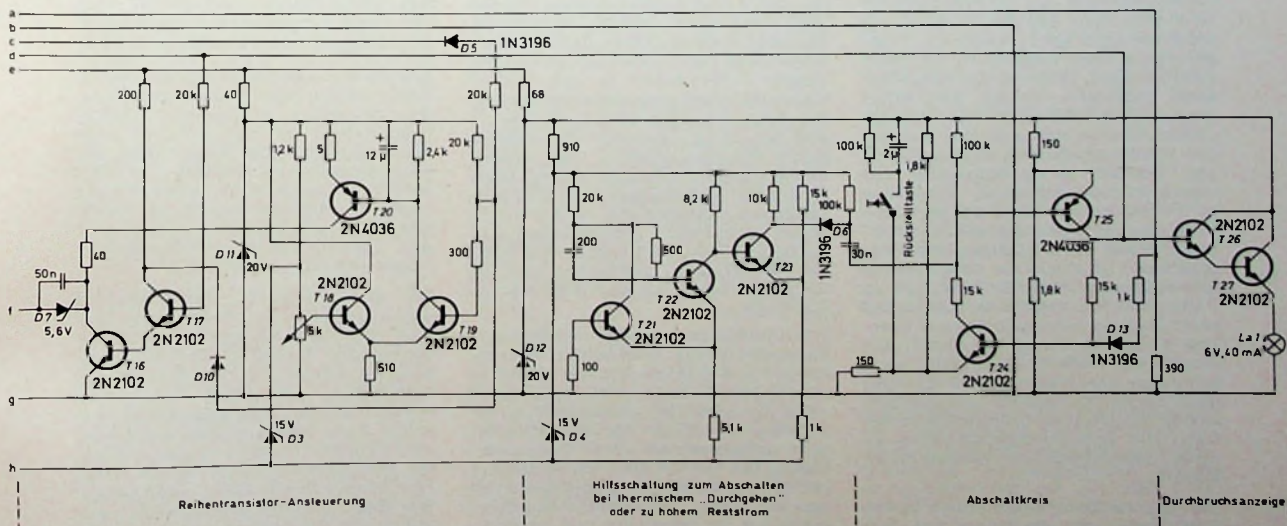 a
b
c
d
e
f
g
h
D5
1N3196
200
20k
40
20k
68
1,2k
5
12µ
+
2,4k
20k
T20
2N4036
40
50n
D7
5,6V
T17
2N2102
T16
2N2102
D10
D11
20V
5k
2N2102
T18
300
T19
2N2102
510
15V
D3
D12
20V
910
20k
200
500
8,2k
10k
15k
100k
D6
1N3196
30n
T22
2N2102
T23
2N2102
T21
2N2102
100
15V
D4
5,1k
1k
100k
+
2µ
1,8k
100k
150
Rückstelltaste
T25
2N4036
15k
15k
1k
1,8k
D13
1N3196
150
T24
2N2102
390
2N2102
T26
T27
2N2102
La1
6V,40mA
Reihentransistor-Ansteuerung
Hilfsschaltung zum Abschalten
bei thermischem „Durchgehen"
oder zu hohem Reststrom
Abschaltkreis
Durchbruchsanzeige